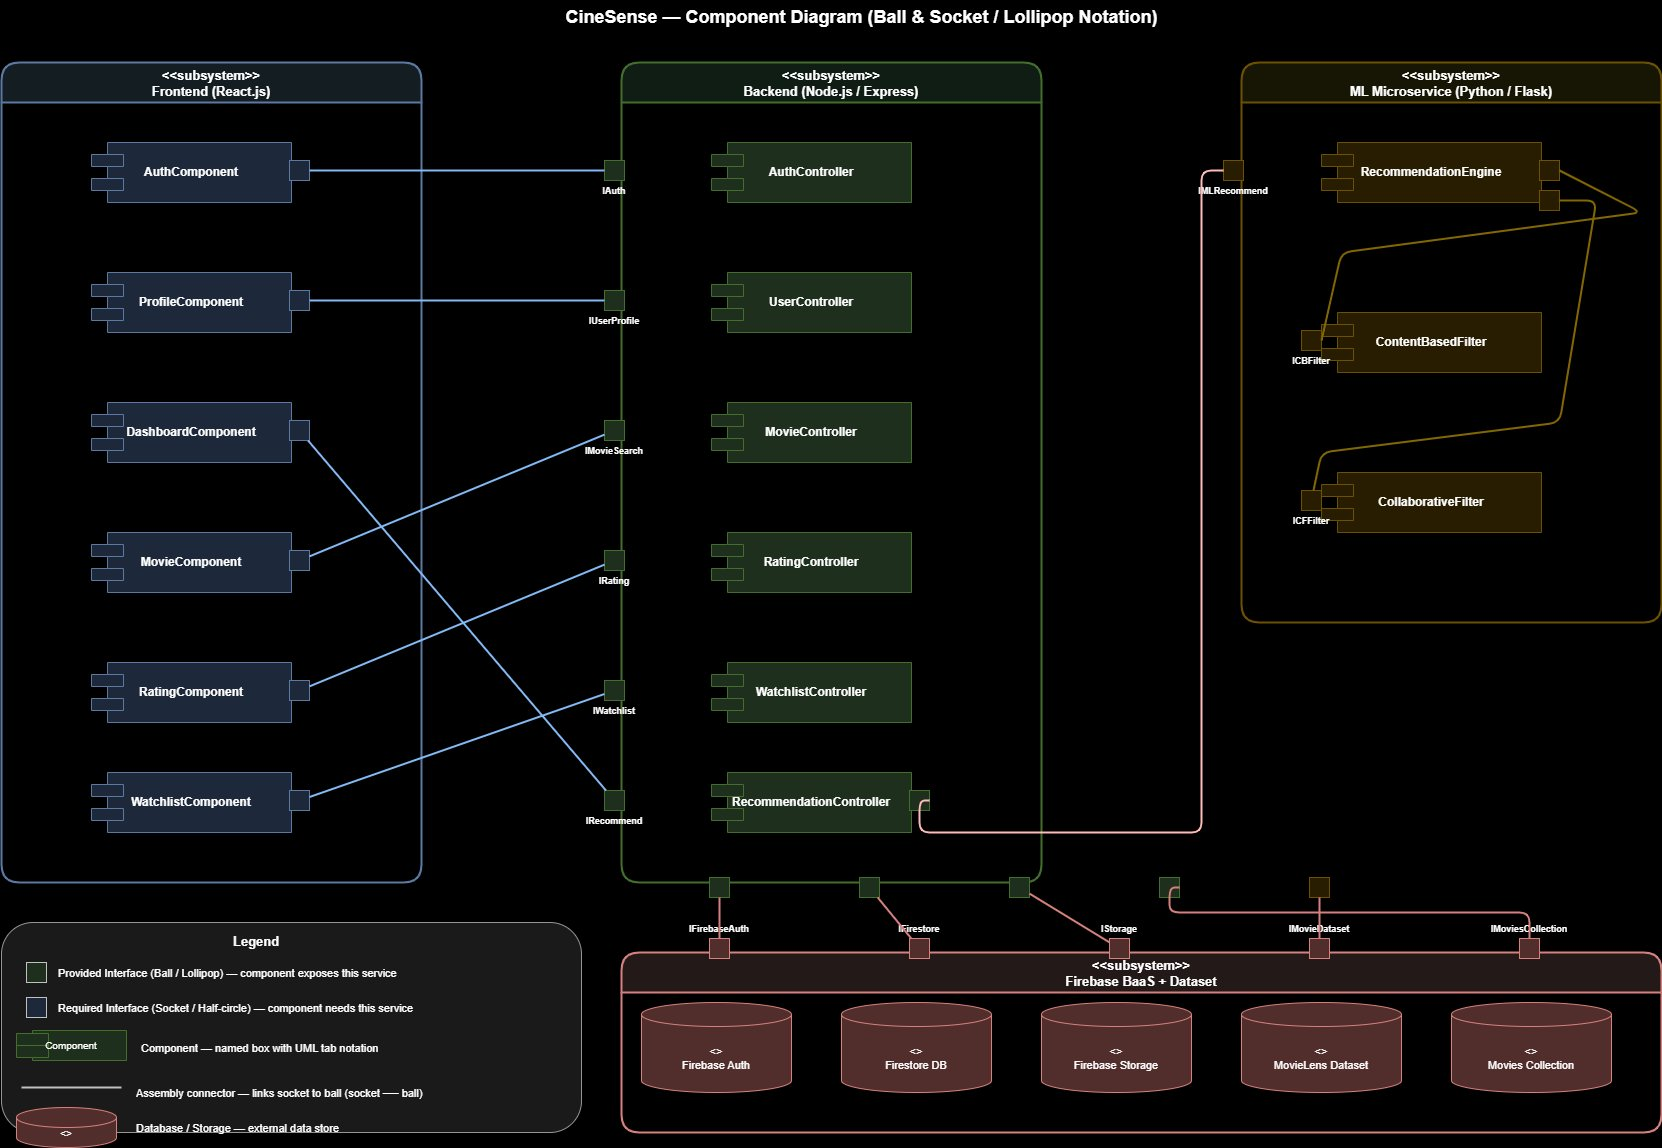 CineSense — Component Diagram (Ball & Socket / Lollipop Notation)
<<subsystem>>
Frontend (React.js)
AuthComponent
ProfileComponent
DashboardComponent
MovieComponent
RatingComponent
WatchlistComponent
<<subsystem>>
Backend (Node.js / Express)
IAuth
AuthController
IUserProfile
UserController
IMovieSearch
MovieController
IRating
RatingController
IWatchlist
WatchlistController
IRecommend
RecommendationController
<<subsystem>>
ML Microservice (Python / Flask)
IMLRecommend
RecommendationEngine
ICBFilter
ContentBasedFilter
ICFFilter
CollaborativeFilter
Legend
Provided Interface (Ball / Lollipop) — component exposes this service
Required Interface (Socket / Half-circle) — component needs this service
Component
Component — named box with UML tab notation
Assembly connector — links socket to ball (socket —– ball)
<>
Database / Storage — external data store
IFirebaseAuth
IFirestore
IStorage
IMovieDataset
IMoviesCollection
<<subsystem>>
Firebase BaaS + Dataset
<>
Firebase Auth
<>
Firestore DB
<>
Firebase Storage
<>
MovieLens Dataset
<>
Movies Collection